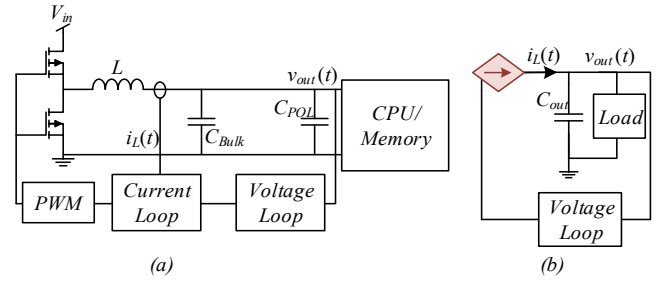 V_in
L
i_L(t)
v_out(t)
C_Bulk
C_POL
CPU/
Memory
PWM
Current
Loop
Voltage
Loop
(a)
i_L(t)
v_out(t)
C_out
Load
Voltage
Loop
(b)